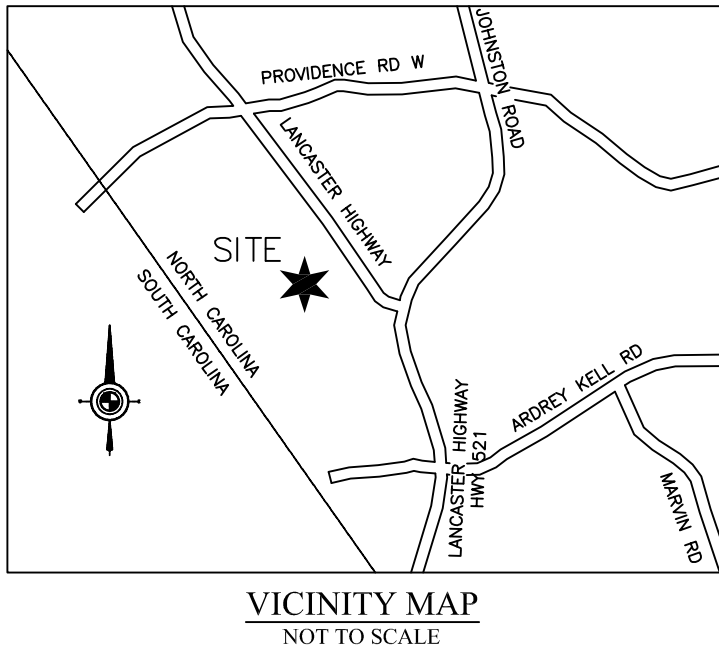 PROVIDENCE RD W
JOHNSTON ROAD
LANCASTER HIGHWAY
SITE
NORTH CAROLINA
SOUTH CAROLINA
ARDREY KELL RD
LANCASTER HIGHWAY
HWY 521
MARVIN RD
VICINITY MAP
NOT TO SCALE